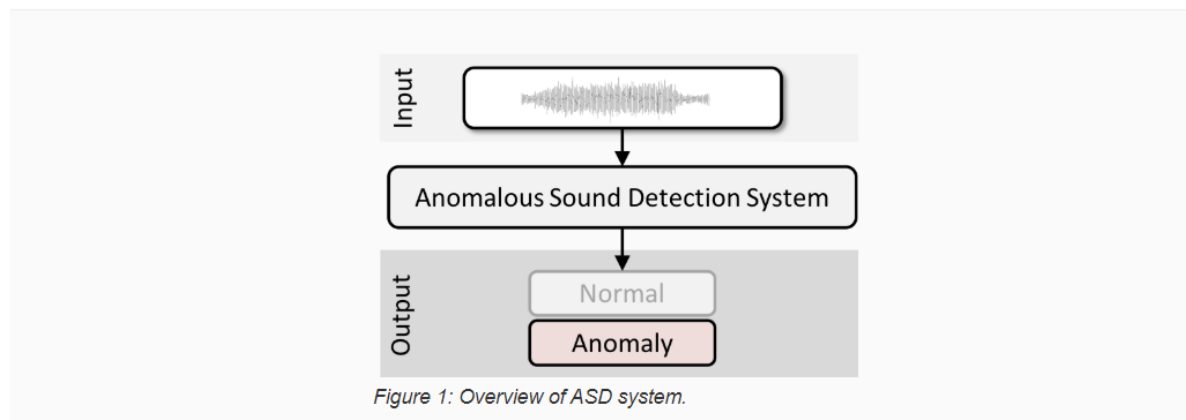 Input
Anomalous Sound Detection System
Output
Normal
Anomaly
Figure 1: Overview of ASD system.